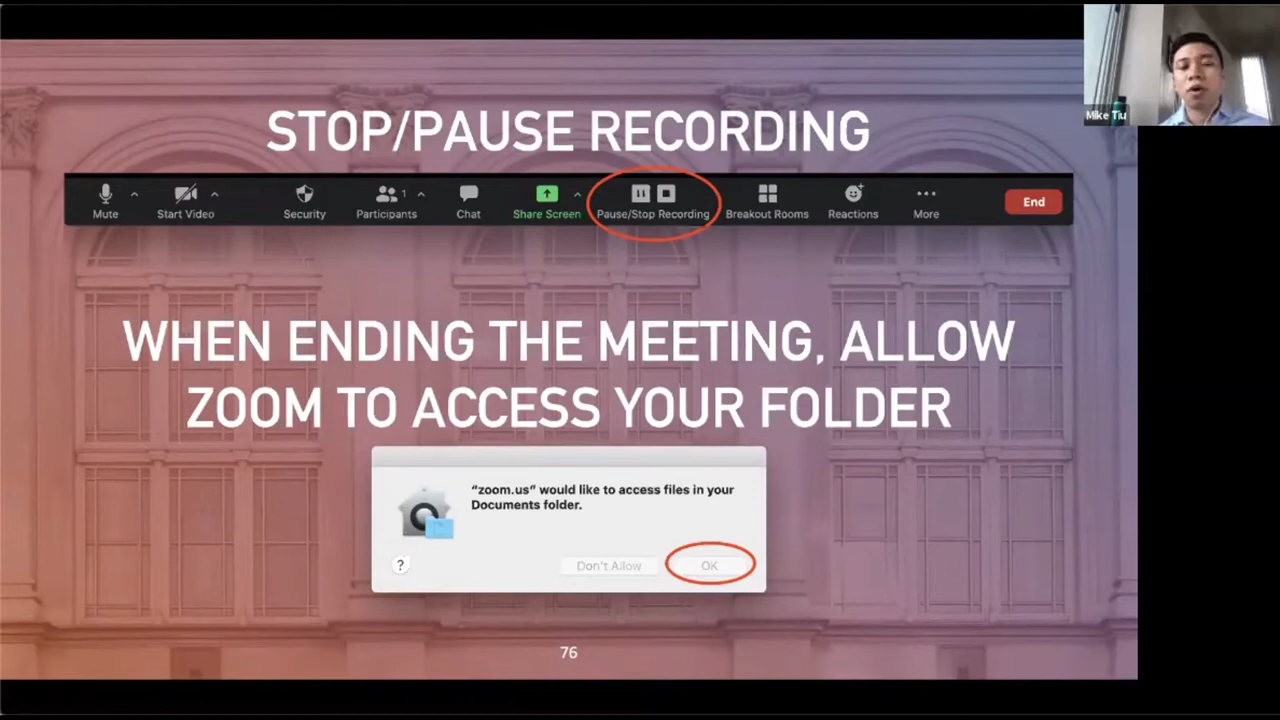 Mike Tiu
STOP/PAUSE RECORDING
Mute
Start Video
Security
Participants
1
Chat
Share Screen
Pause/Stop Recording
Breakout Rooms
Reactions
More
End
WHEN ENDING THE MEETING, ALLOW
ZOOM TO ACCESS YOUR FOLDER
“zoom.us” would like to access files in your
Documents folder.
?
Don't Allow
OK
76